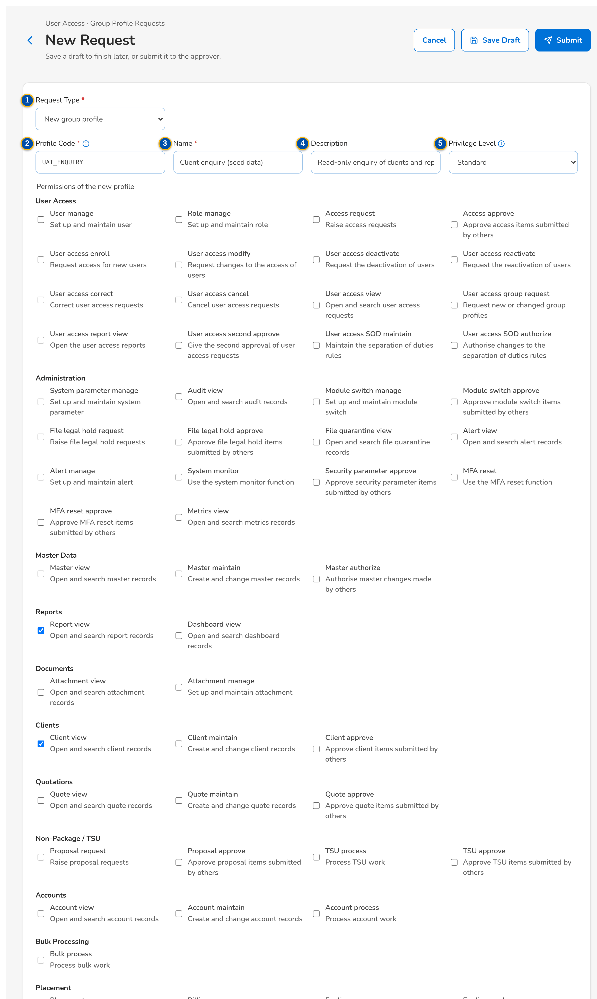 User Access · Group Profile Requests
New Request
Save a draft to finish later, or submit it to the approver.
Cancel
Save Draft
Submit
1 Request Type *
New group profile
2 Profile Code * 3 Name * 4 Description 5 Privilege Level
UAT_ENQUIRY Client enquiry (seed data) Read-only enquiry of clients and rep Standard
Permissions of the new profile
User Access
User manage
Set up and maintain user
Role manage
Set up and maintain role
Access request
Raise access requests
Access approve
Approve access items submitted
by others
User access enroll
Request access for new users
User access modify
Request changes to the access of
users
User access deactivate
Request the deactivation of users
User access reactivate
Request the reactivation of users
User access correct
Correct user access requests
User access cancel
Cancel user access requests
User access view
Open and search user access
requests
User access group request
Request new or changed group
profiles
User access report view
Open the user access reports
User access second approve
Give the second approval of user
access requests
User access SOD maintain
Maintain the separation of duties
rules
User access SOD authorize
Authorise changes to the
separation of duties rules
Administration
System parameter manage
Set up and maintain system
parameter
Audit view
Open and search audit records
Module switch manage
Set up and maintain module
switch
Module switch approve
Approve module switch items
submitted by others
File legal hold request
Raise file legal hold requests
File legal hold approve
Approve file legal hold items
submitted by others
File quarantine view
Open and search file quarantine
records
Alert view
Open and search alert records
Alert manage
Set up and maintain alert
System monitor
Use the system monitor function
Security parameter approve
Approve security parameter items
submitted by others
MFA reset
Use the MFA reset function
MFA reset approve
Approve MFA reset items
submitted by others
Metrics view
Open and search metrics records
Master Data
Master view
Open and search master records
Master maintain
Create and change master records
Master authorize
Authorise master changes made
by others
Reports
Report view
Open and search report records
Dashboard view
Open and search dashboard
records
Documents
Attachment view
Open and search attachment
records
Attachment manage
Set up and maintain attachment
Clients
Client view
Open and search client records
Client maintain
Create and change client records
Client approve
Approve client items submitted by
others
Quotations
Quote view
Open and search quote records
Quote maintain
Create and change quote records
Quote approve
Approve quote items submitted by
others
Non-Package / TSU
Proposal request
Raise proposal requests
Proposal approve
Approve proposal items submitted
by others
TSU process
Process TSU work
TSU approve
Approve TSU items submitted by
others
Accounts
Account view
Open and search account records
Account maintain
Create and change account records
Account process
Process account work
Bulk Processing
Bulk process
Process bulk work
Placement